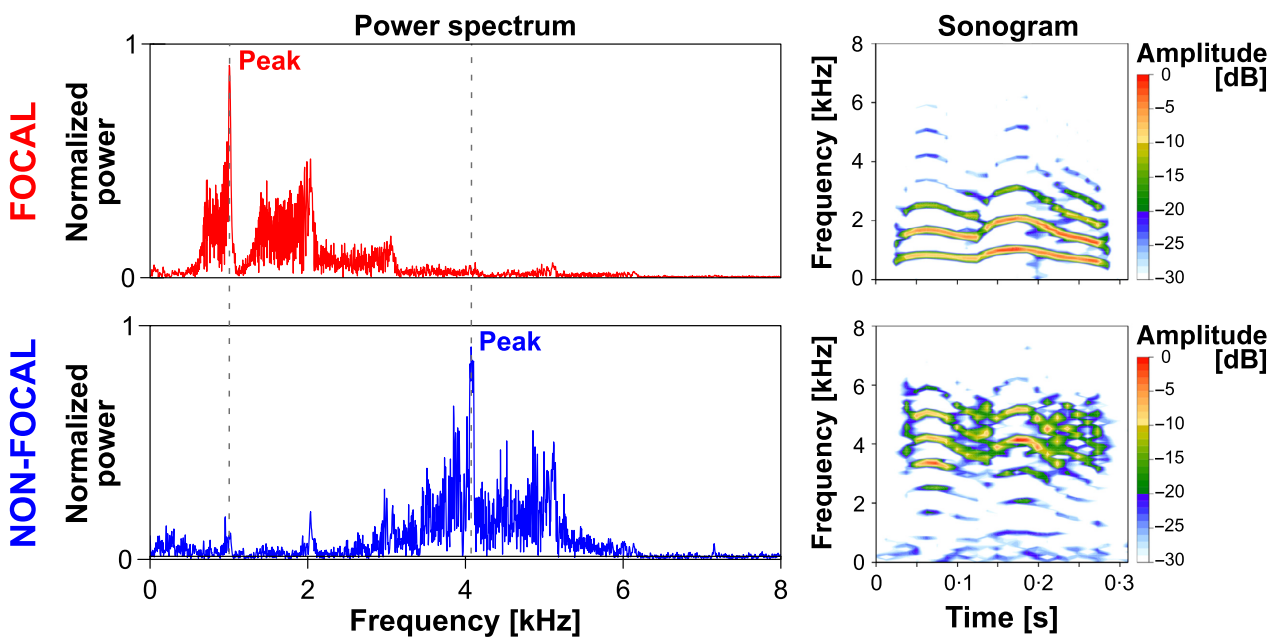 Power spectrum
Sonogram
FOCAL
Normalized
power
1
0
Peak
Frequency [kHz]
8
6
4
2
0
Amplitude
[dB]
0
−5
−10
−15
−20
−25
−30
NON-FOCAL
Normalized
power
1
0
Peak
0
2
4
6
8
Frequency [kHz]
Frequency [kHz]
8
6
4
2
0
0
0·1
0·2
0·3
Time [s]
Amplitude
[dB]
0
−5
−10
−15
−20
−25
−30